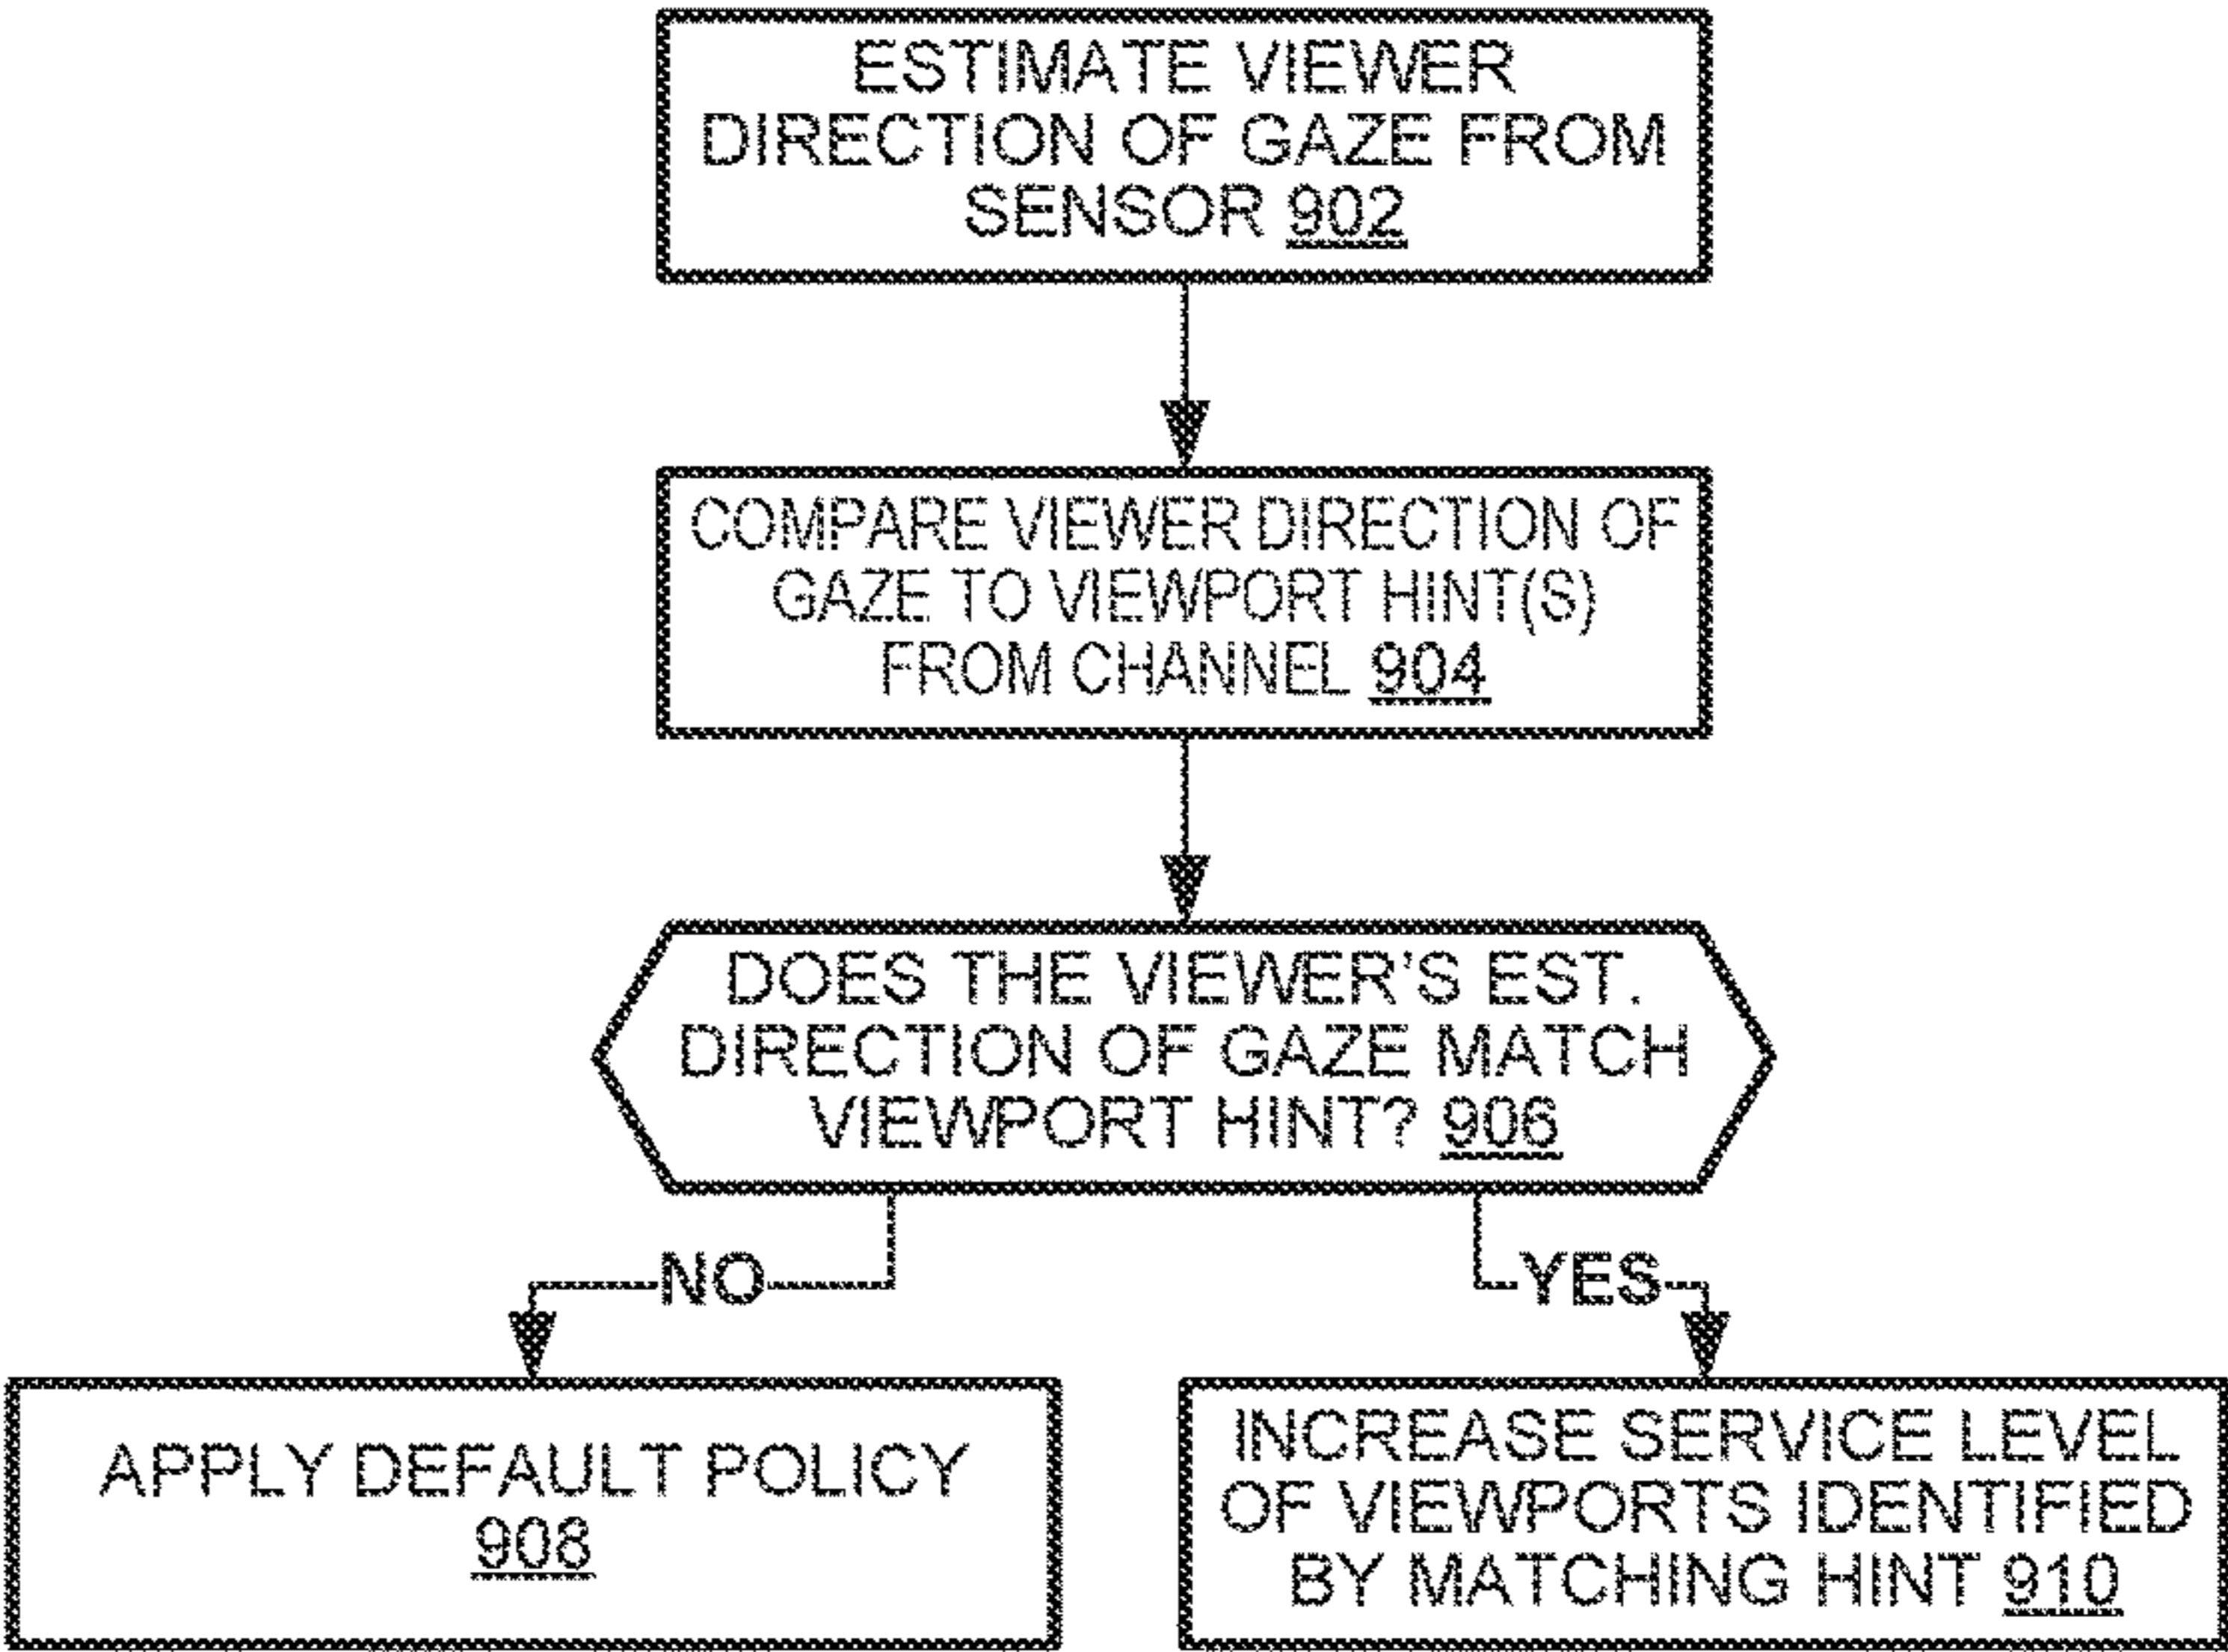 ESTIMATE VIEWER
DIRECTION OF GAZE FROM
SENSOR 902
COMPARE VIEWER DIRECTION OF
GAZE TO VIEWPORT HINT(S)
FROM CHANNEL 904
DOES THE VIEWER'S EST.
DIRECTION OF GAZE MATCH
VIEWPORT HINT? 906
NO
YES
APPLY DEFAULT POLICY
908
INCREASE SERVICE LEVEL
OF VIEWPORTS IDENTIFIED
BY MATCHING HINT 910